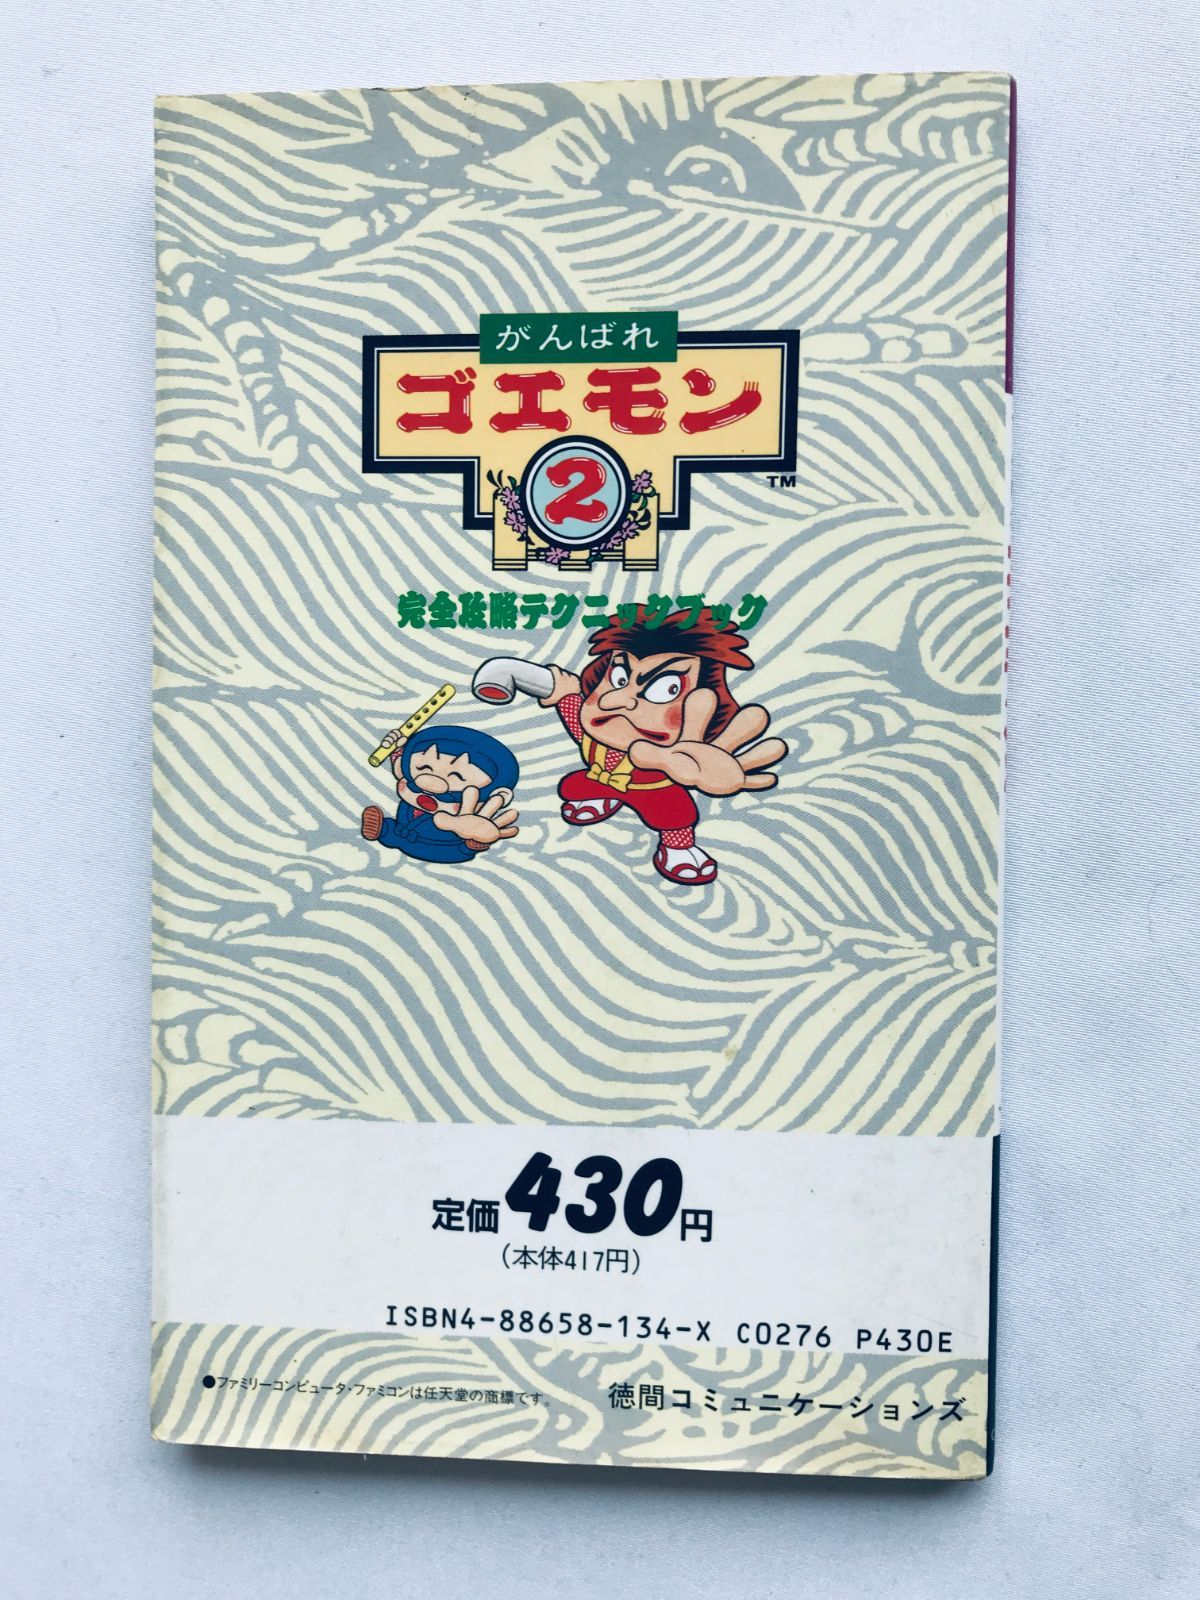 がんばれ
ゴエモン
2
TM
完全攻略テクニックブック
定価430円
(本体417円)
ISBN4-88658-134-X C0276 P430E
●ファミリーコンピュータ・ファミコンは任天堂の商標です。
徳間コミュニケーションズ